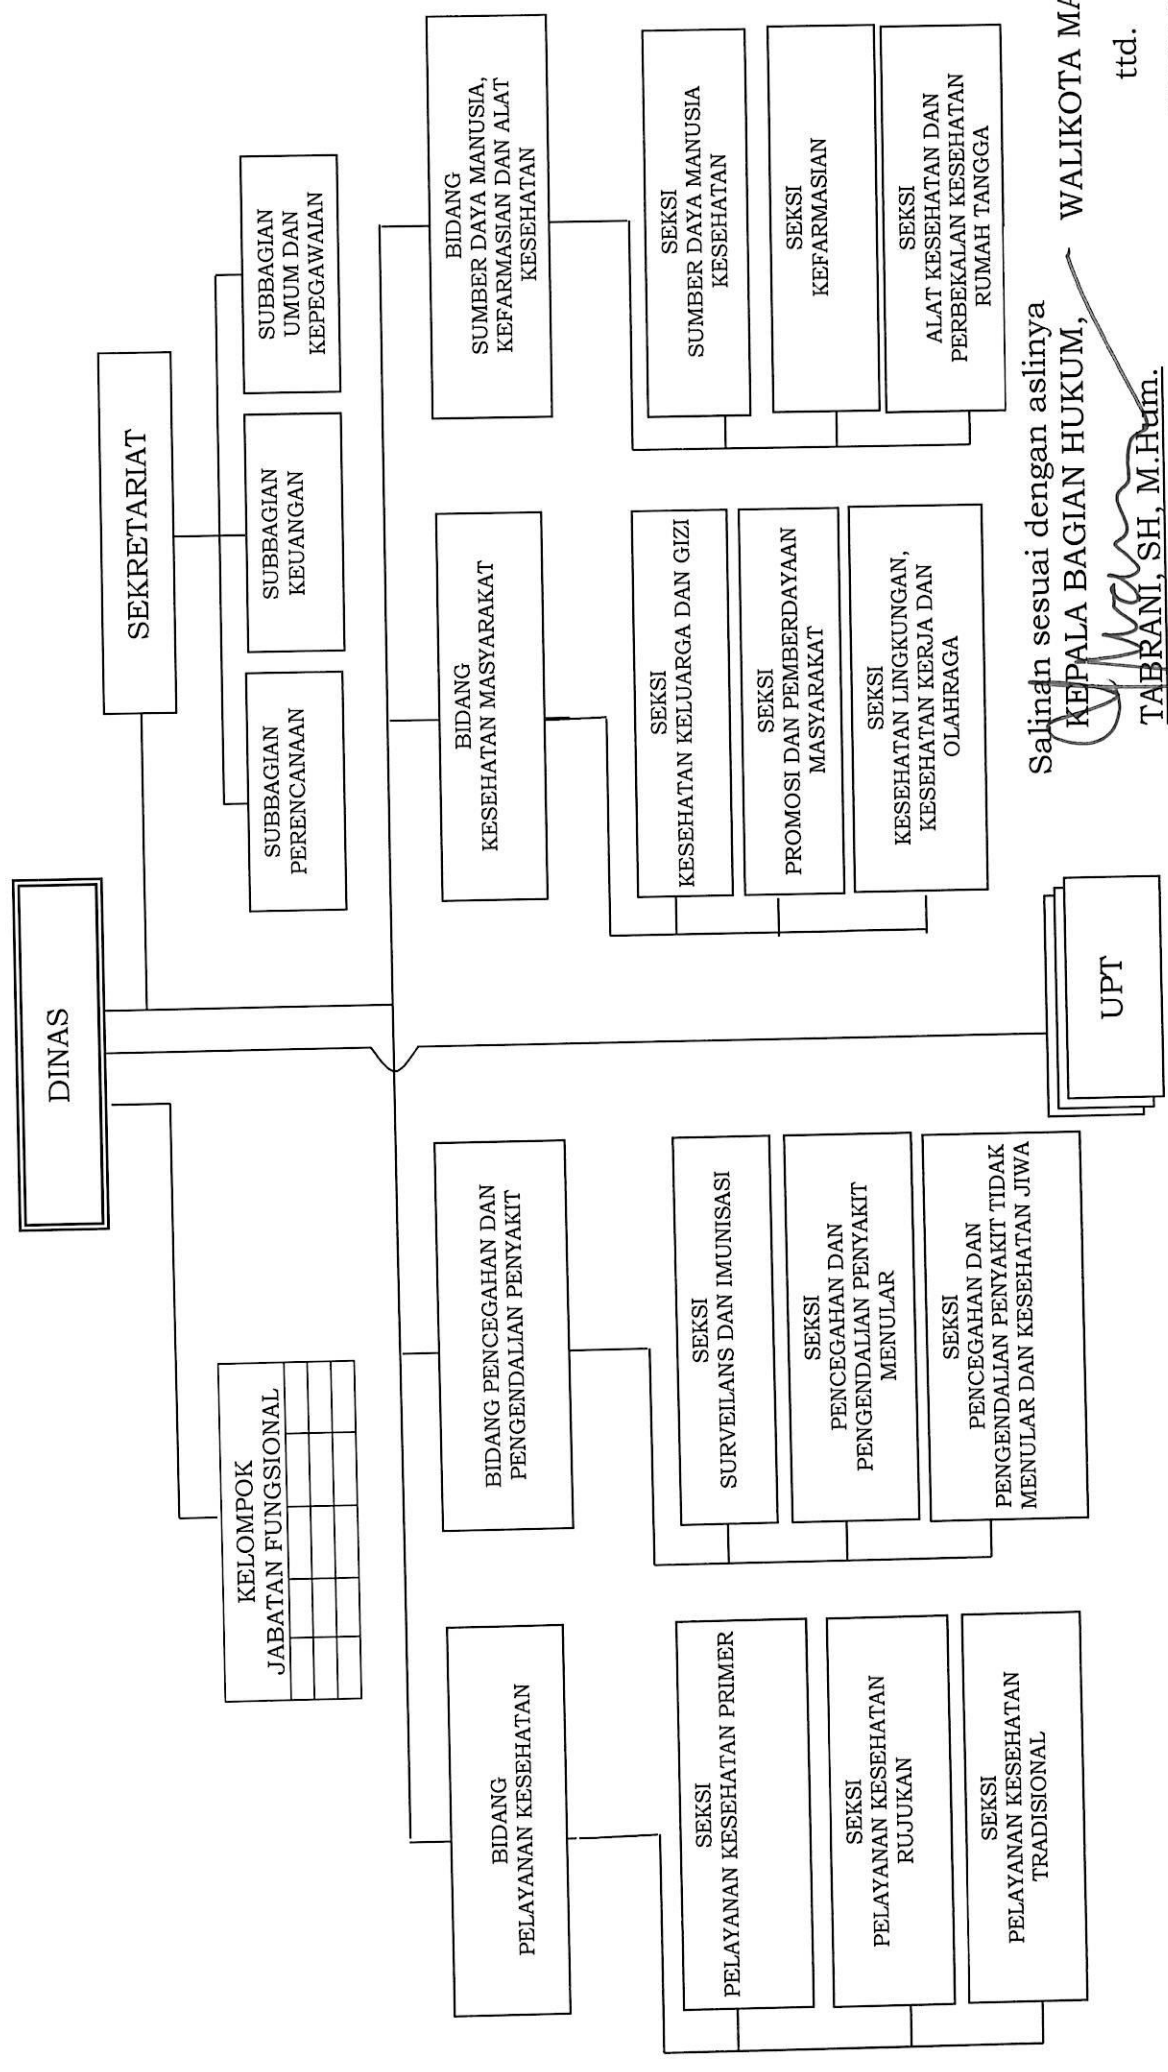 DINAS
SEKRETARIAT
KELOMPOK
JABATAN FUNGSIONAL
SUBBAGIAN
PERENCANAAN
SUBBAGIAN
KEUANGAN
SUBBAGIAN
UMUM DAN
KEPEGAWAIAN
BIDANG
PELAYANAN KESEHATAN
SEKSI
PELAYANAN KESEHATAN PRIMER
SEKSI
PELAYANAN KESEHATAN
RUJUKAN
SEKSI
PELAYANAN KESEHATAN
TRADISIONAL
BIDANG PENCEGAHAN DAN
PENGENDALIAN PENYAKIT
SEKSI
SURVEILANS DAN IMUNISASI
SEKSI
PENCEGAHAN DAN
PENGENDALIAN PENYAKIT
MENULAR
SEKSI
PENCEGAHAN DAN
PENGENDALIAN PENYAKIT TIDAK
MENULAR DAN KESEHATAN JIWA
BIDANG
KESEHATAN MASYARAKAT
SEKSI
KESEHATAN KELUARGA DAN GIZI
SEKSI
PROMOSI DAN PEMBERDAYAAN
MASYARAKAT
SEKSI
KESEHATAN LINGKUNGAN,
KESEHATAN KERJA DAN
OLAHRAGA
BIDANG
SUMBER DAYA MANUSIA,
KEFARMASIAN DAN ALAT
KESEHATAN
SEKSI
SUMBER DAYA MANUSIA
KESEHATAN
SEKSI
KEFARMASIAN
SEKSI
ALAT KESEHATAN DAN
PERBEKALAN KESEHATAN
RUMAH TANGGA
UPT
Salinan sesuai dengan aslinya
KEPALA BAGIAN HUKUM,
TABRANI, SH, M.Hum.
WALIKOTA MA
ttd.